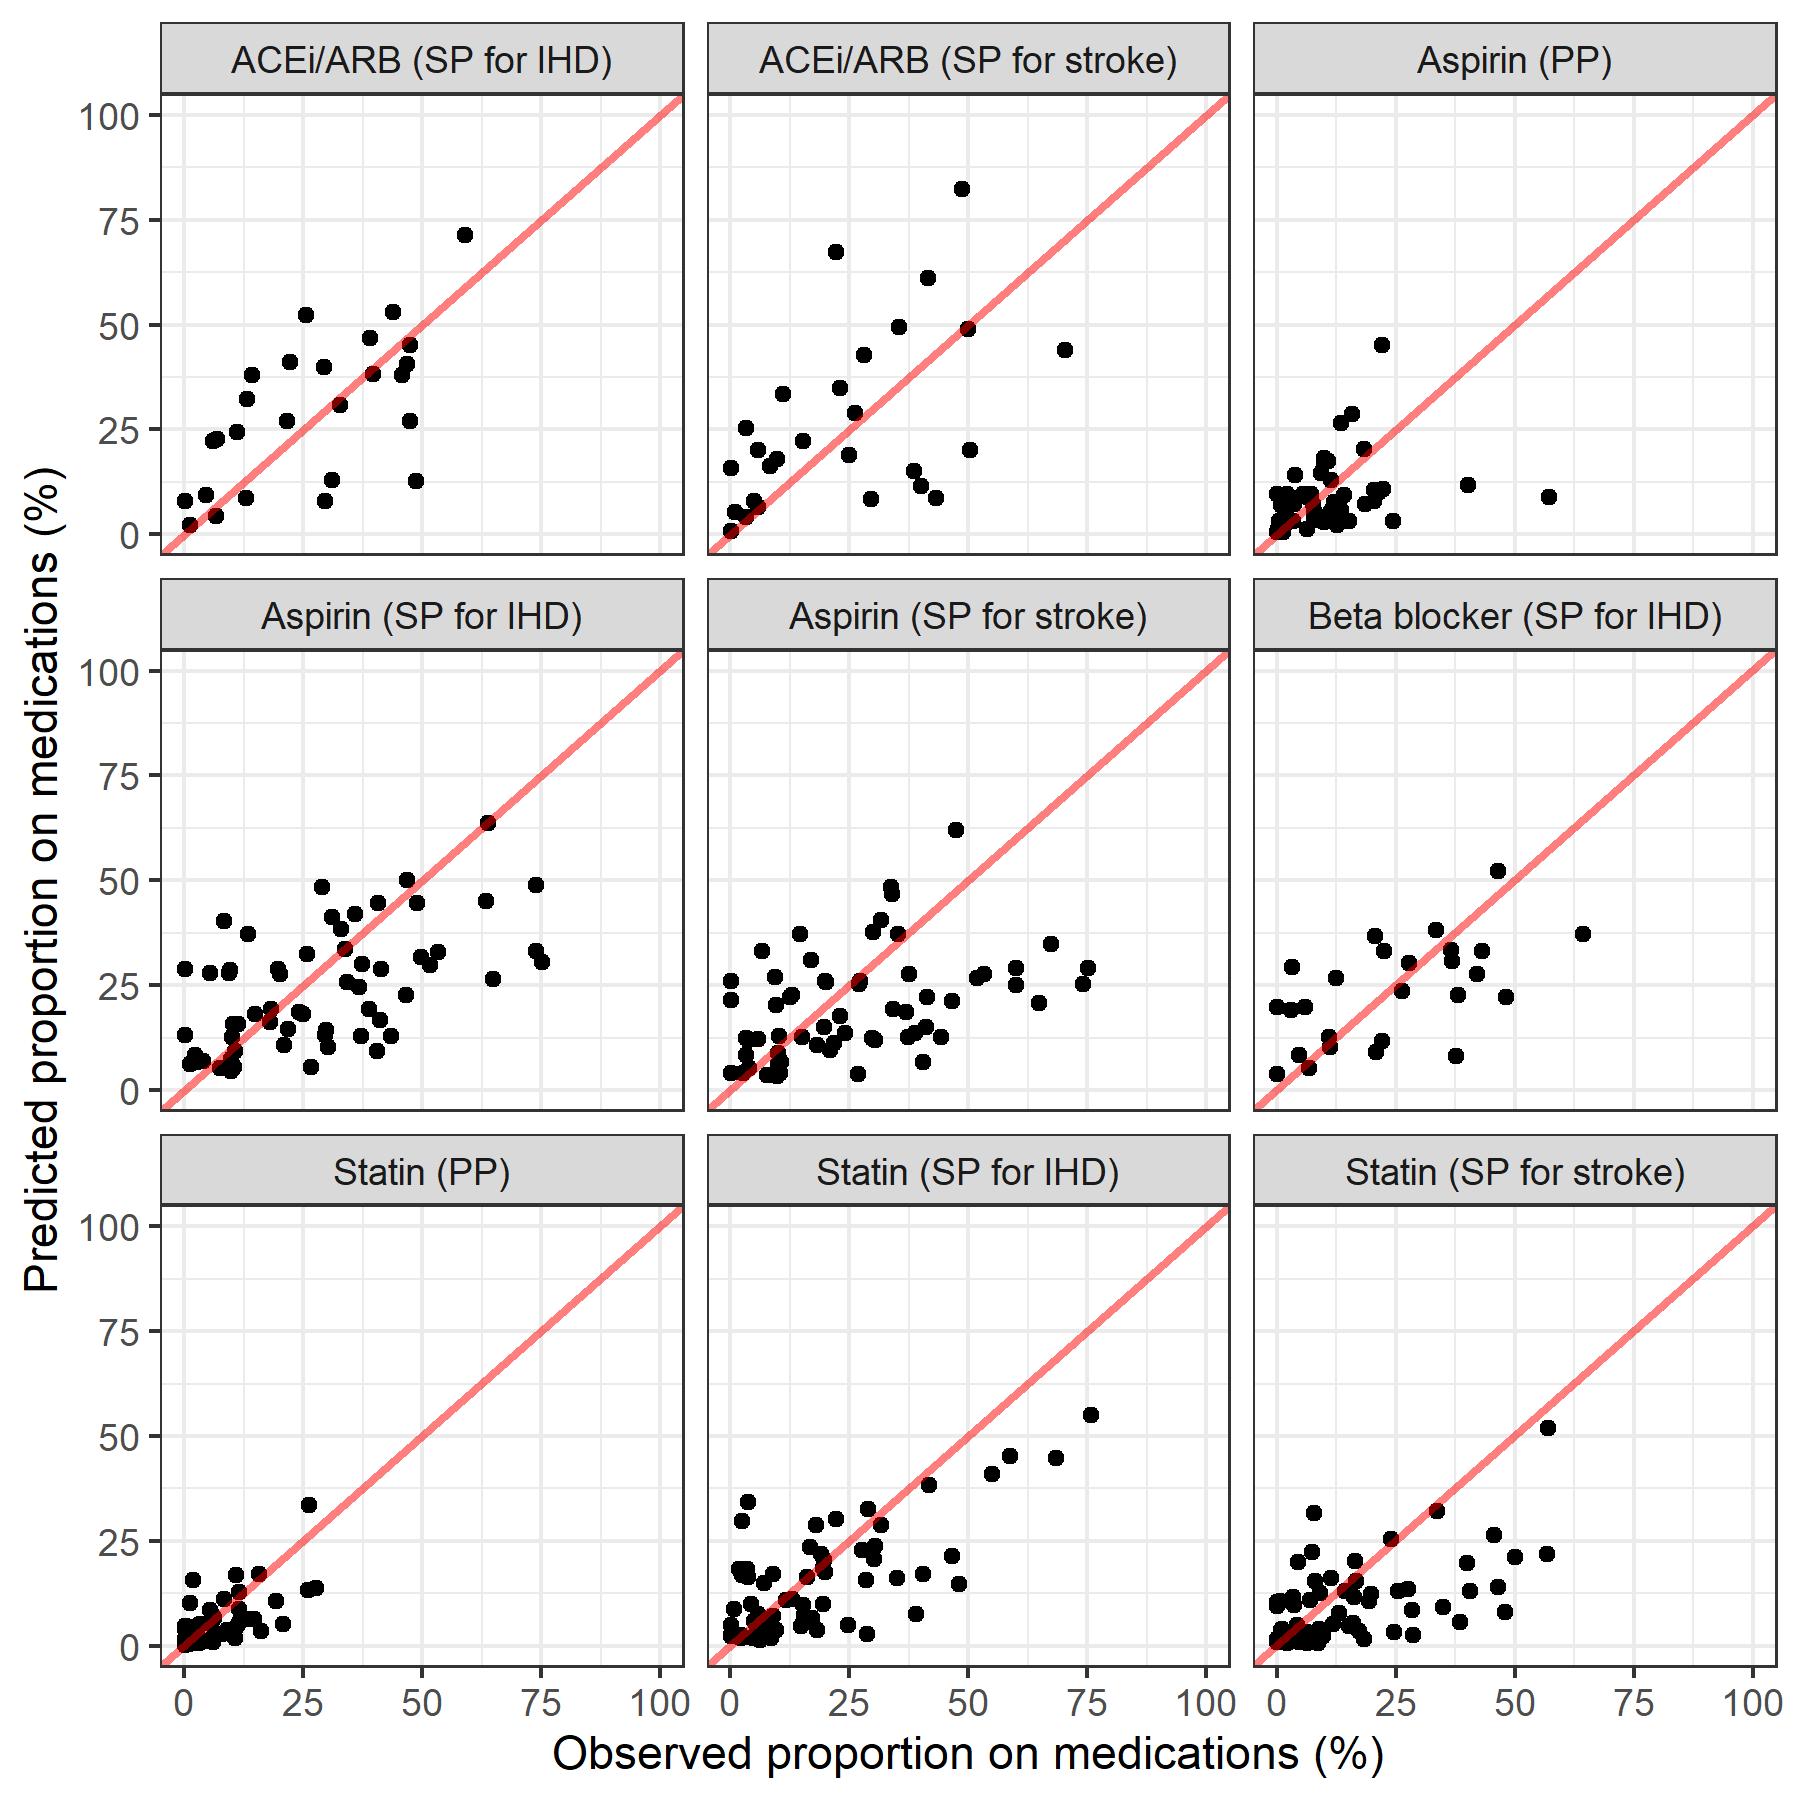 ACEi/ARB (SP for IHD)
ACEi/ARB (SP for stroke)
Aspirin (PP)
100
75
50
25
0
Aspirin (SP for IHD)
Aspirin (SP for stroke)
Beta blocker (SP for IHD)
100
75
50
25
0
Statin (PP)
Statin (SP for IHD)
Statin (SP for stroke)
100
75
50
25
0
0 25 50 75 100
0 25 50 75 100
0 25 50 75 100
Observed proportion on medications (%)
Predicted proportion on medications (%)